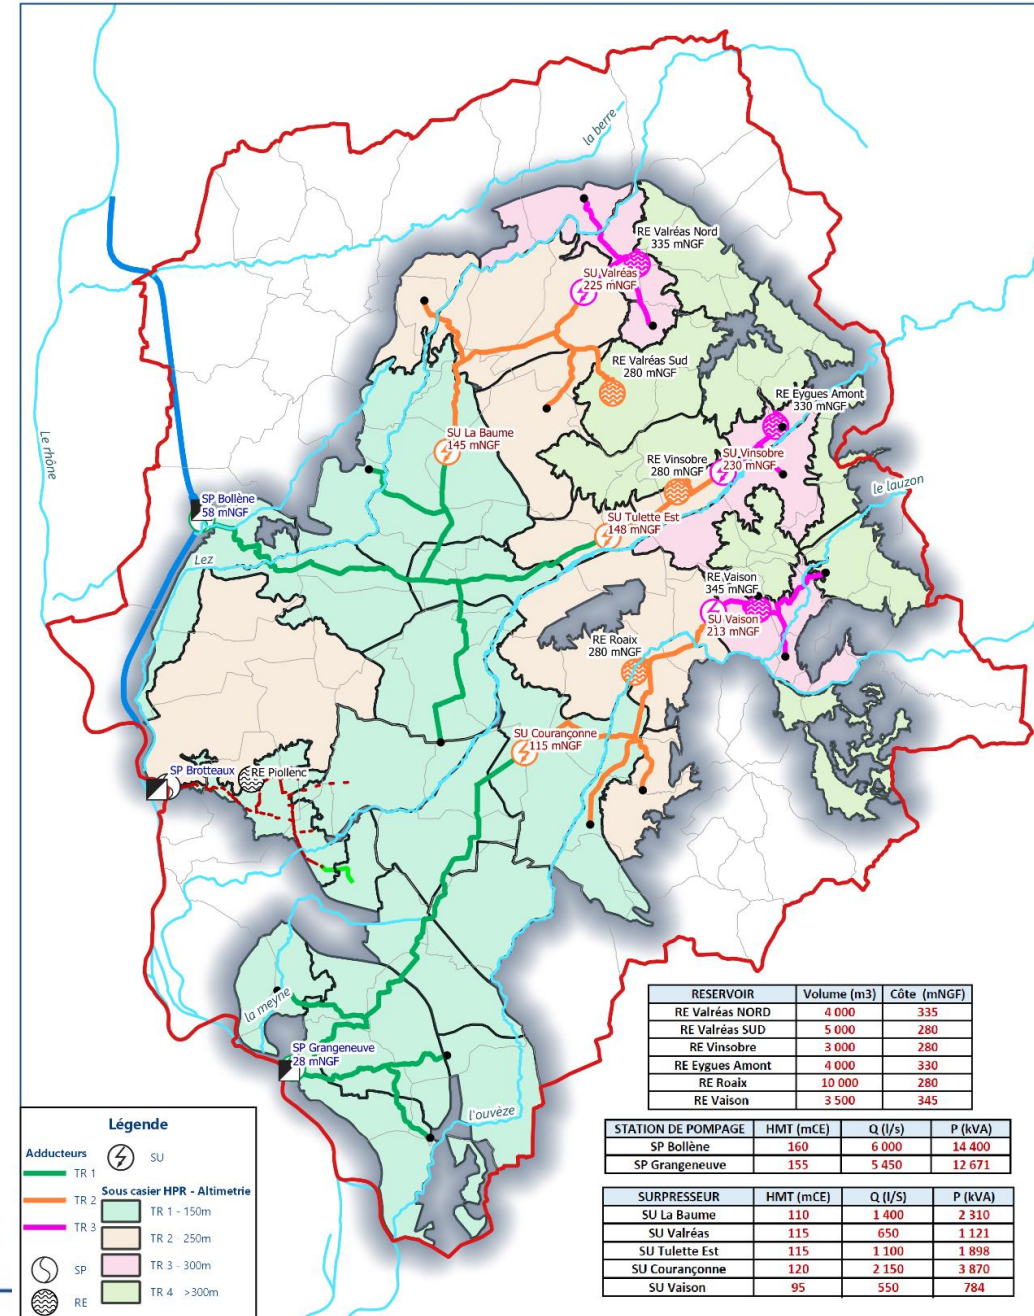 la berre
RE Valréas Nord
335 mNGF
SU Valréas
225 mNGF
RE Valréas Sud
280 mNGF
RE Eygues Amont
330 mNGF
Le rhône
SU La Baume
145 mNGF
RE Vinsobre
280 mNGF
SU Vinsobre
230 mNGF
le lauzon
SP Bollène
58 mNGF
SU Tulette Est
148 mNGF
Lez
RE Vaison
345 mNGF
SU Vaison
213 mNGF
RE Roaix
280 mNGF
SU Courançonne
115 mNGF
SP Brotteaux
RE Piollenc
la meyne
SP Grangeneuve
28 mNGF
l'ouvèze
RESERVOIR Volume (m3) Côte (mNGF)
RE Valréas NORD 4 000 335
RE Valréas SUD 5 000 280
RE Vinsobre 3 000 280
RE Eygues Amont 4 000 330
RE Roaix 10 000 280
RE Vaison 3 500 345
STATION DE POMPAGE HMT (mCE) Q (l/s) P (kVA)
SP Bollène 160 6 000 14 400
SP Grangeneuve 155 5 450 12 671
SURPRESSEUR HMT (mCE) Q (l/S) P (kVA)
SU La Baume 110 1 400 2 310
SU Valréas 115 650 1 121
SU Tulette Est 115 1 100 1 898
SU Courançonne 120 2 150 3 870
SU Vaison 95 550 784
Légende
Adducteurs
TR 1
TR 2
TR 3
SP
RE
SU
Sous casier HPR - Altimetrie
TR 1 - 150m
TR 2 - 250m
TR 3 - 300m
TR 4 >300m